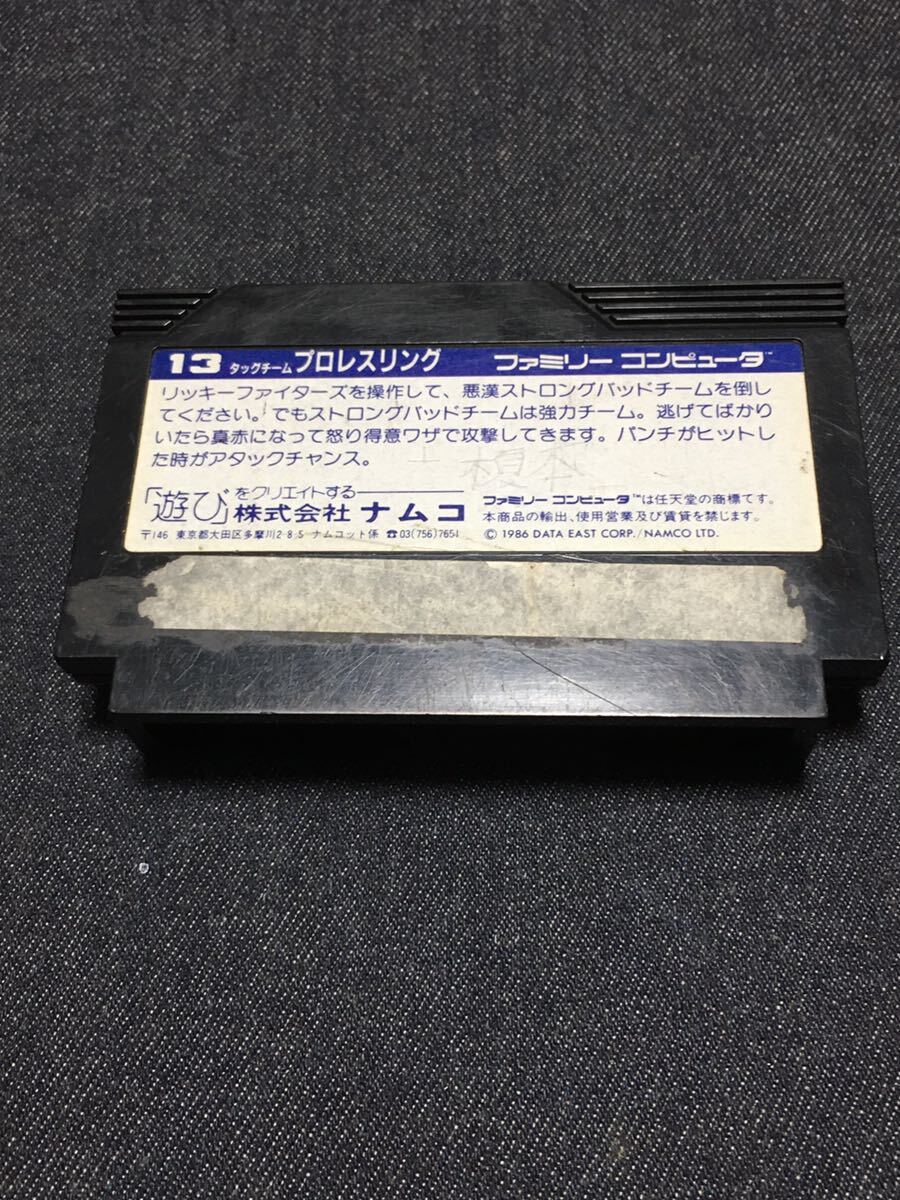 13 タッグチーム プロレスリング ファミリー コンピュータ™
リッキーファイターズを操作して、悪漢ストロングバッドチームを倒し
てください。でもストロングバッドチームは強力チーム。逃げてばかり
いたら真赤になって怒り得意ワザで攻撃してきます。パンチがヒットし
た時がアタックチャンス。
榎本
「遊び」をクリエイトする
株式会社 ナムコ
〒146 東京都大田区多摩川2-8-5 ナムコット係 ☎03(756)7651
ファミリー コンピュータ™は任天堂の商標です。
本商品の輸出、使用営業及び賃貸を禁じます。
© 1986 DATA EAST CORP./NAMCO LTD.